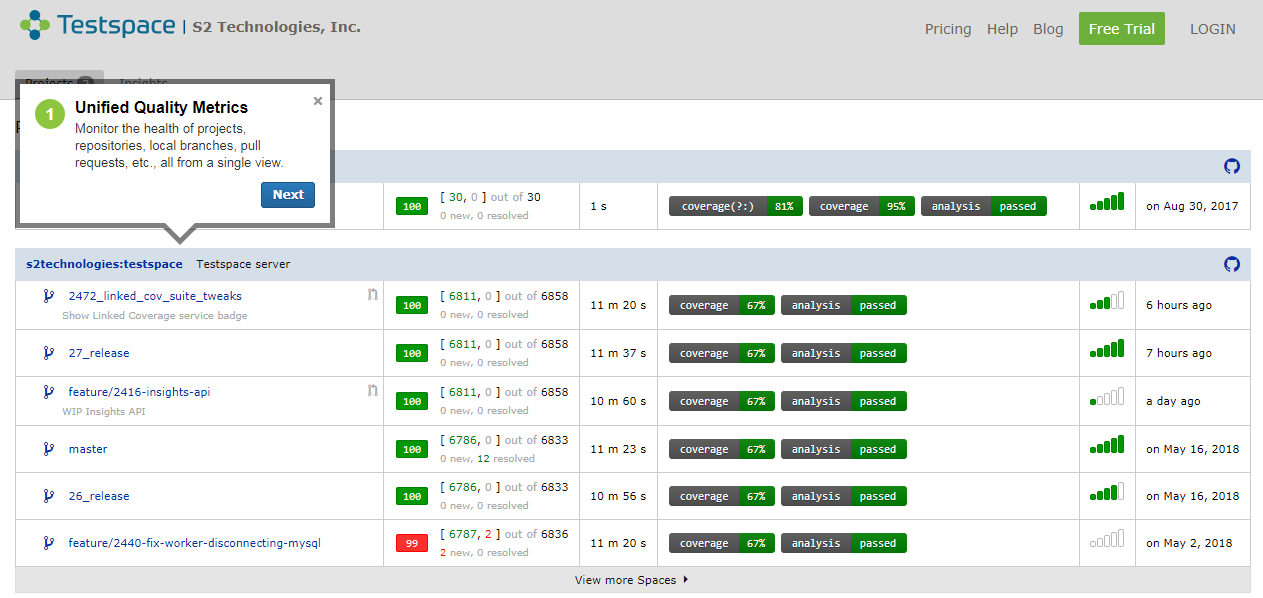 Testspace | S2 Technologies, Inc.
Pricing Help Blog Free Trial LOGIN
Projects Insights
1 Unified Quality Metrics ×
Monitor the health of projects,
repositories, local branches, pull
requests, etc., all from a single view.
Next
100 [ 30, 0 ] out of 30 1 s coverage(?:) 81% coverage 95% analysis passed on Aug 30, 2017
0 new, 0 resolved
s2technologies:testspace Testspace server
2472_linked_cov_suite_tweaks 100 [ 6811, 0 ] out of 6858 11 m 20 s coverage 67% analysis passed 6 hours ago
Show Linked Coverage service badge 0 new, 0 resolved
27_release 100 [ 6811, 0 ] out of 6858 11 m 37 s coverage 67% analysis passed 7 hours ago
0 new, 0 resolved
feature/2416-insights-api 100 [ 6811, 0 ] out of 6858 10 m 60 s coverage 67% analysis passed a day ago
WIP Insights API 0 new, 0 resolved
master 100 [ 6786, 0 ] out of 6833 11 m 23 s coverage 67% analysis passed on May 16, 2018
0 new, 12 resolved
26_release 100 [ 6786, 0 ] out of 6833 10 m 56 s coverage 67% analysis passed on May 16, 2018
0 new, 0 resolved
feature/2440-fix-worker-disconnecting-mysql 99 [ 6787, 2 ] out of 6836 11 m 20 s coverage 67% analysis passed on May 2, 2018
2 new, 0 resolved
View more Spaces